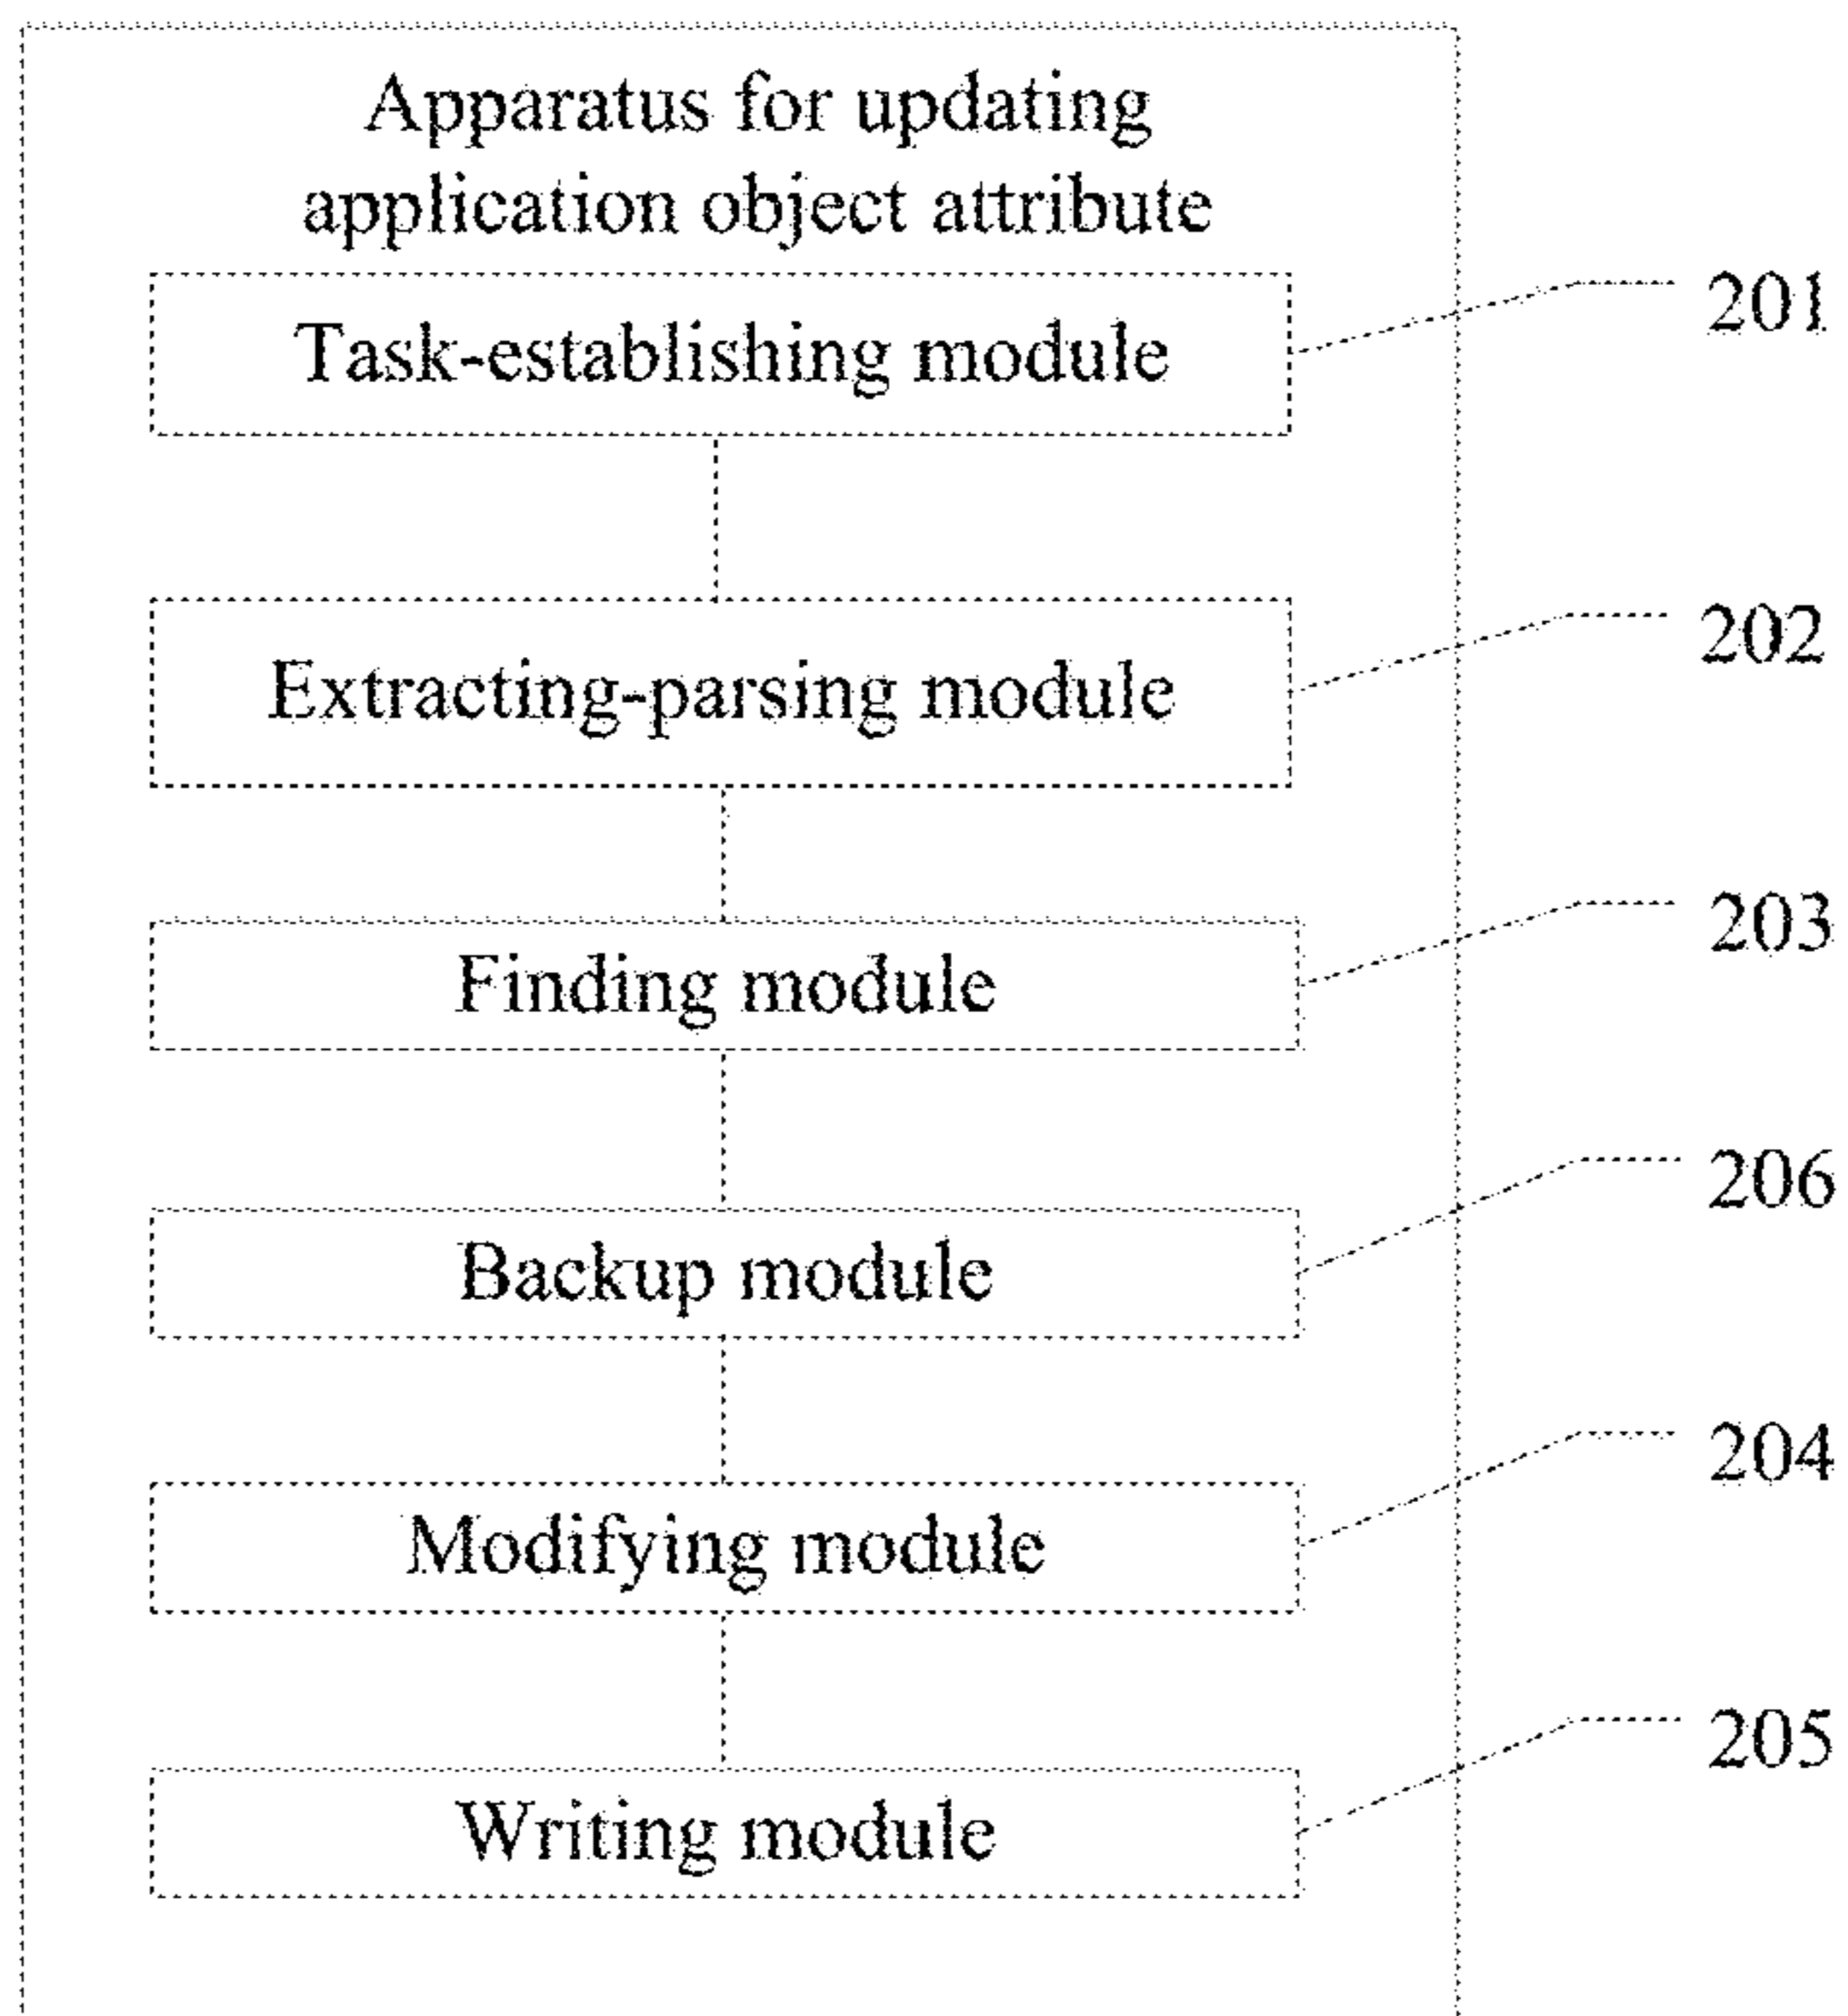 Apparatus for updating
application object attribute
Task-establishing module
201
Extracting-parsing module
202
Finding module
203
Backup module
206
Modifying module
204
Writing module
205